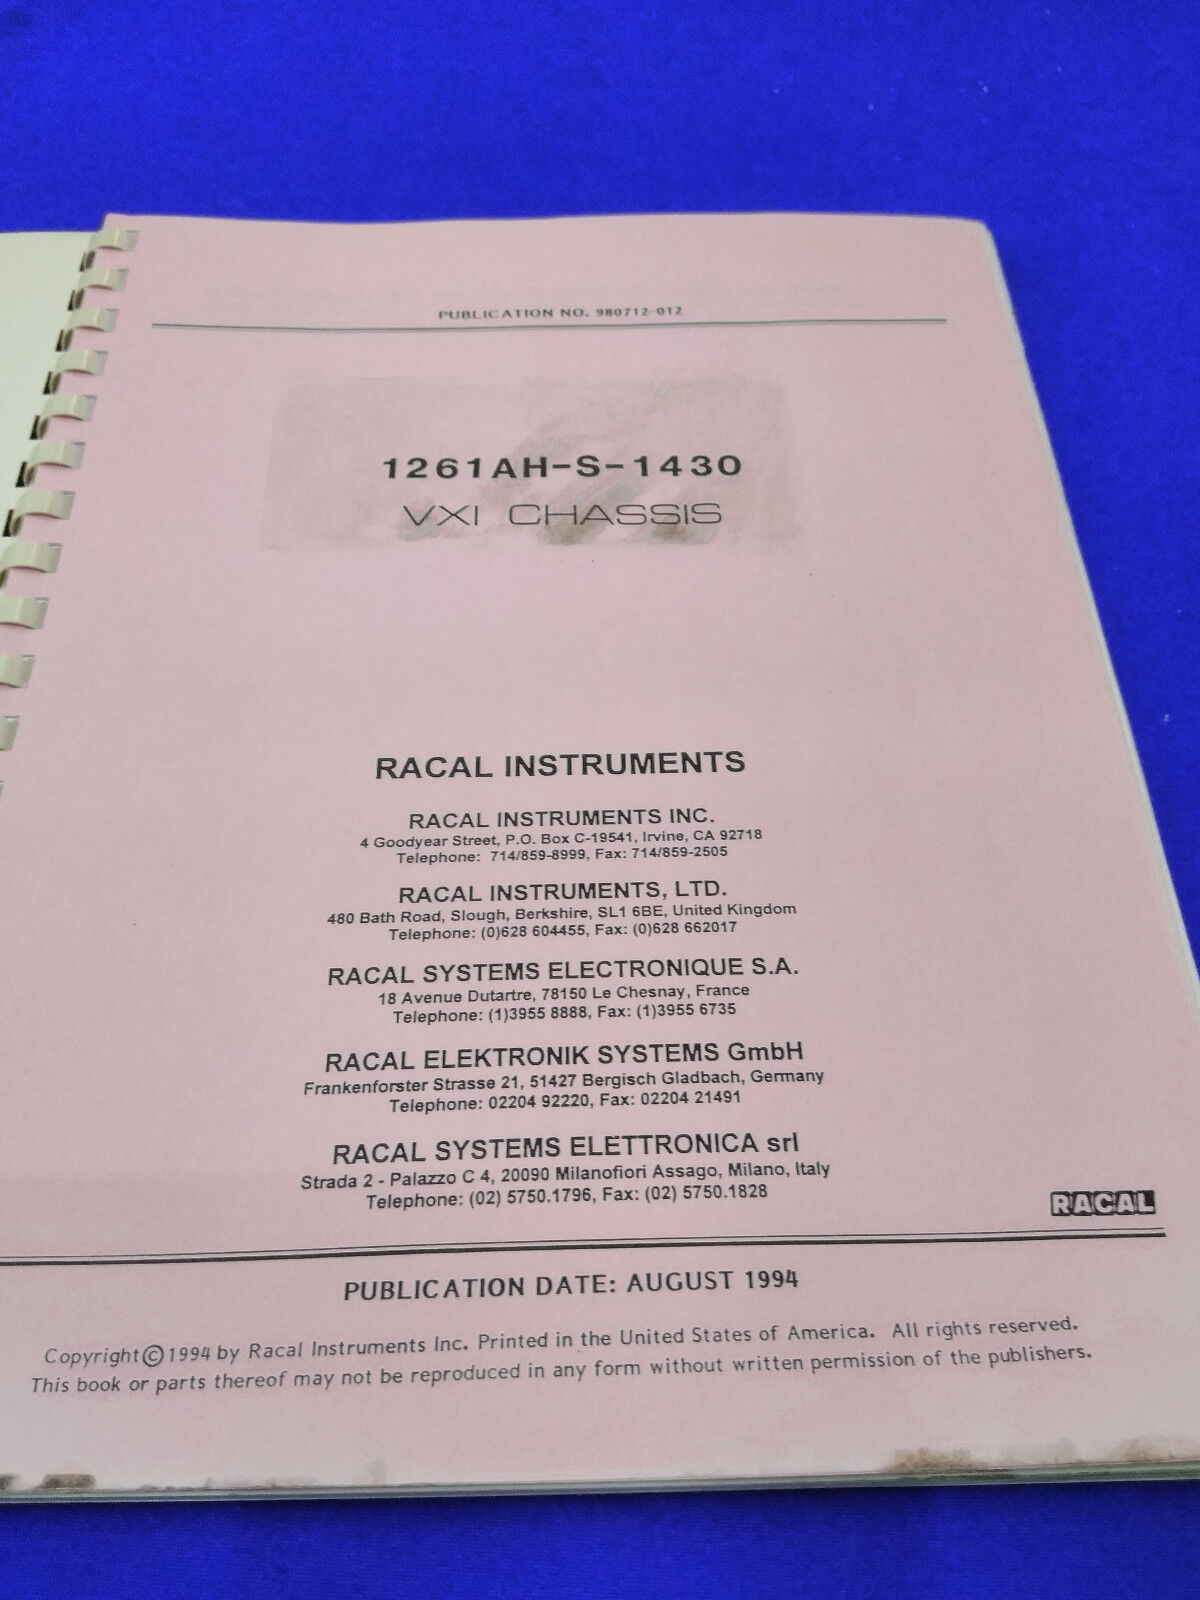 PUBLICATION NO. 980712-012
1261AH-S-1430
VXI CHASSIS
RACAL INSTRUMENTS
RACAL INSTRUMENTS INC.
4 Goodyear Street, P.O. Box C-19541, Irvine, CA 92718
Telephone: 714/859-8999, Fax: 714/859-2505
RACAL INSTRUMENTS, LTD.
480 Bath Road, Slough, Berkshire, SL1 6BE, United Kingdom
Telephone: (0)628 604455, Fax: (0)628 662017
RACAL SYSTEMS ELECTRONIQUE S.A.
18 Avenue Dutartre, 78150 Le Chesnay, France
Telephone: (1)3955 8888, Fax: (1)3955 6735
RACAL ELEKTRONIK SYSTEMS GmbH
Frankenforster Strasse 21, 51427 Bergisch Gladbach, Germany
Telephone: 02204 92220, Fax: 02204 21491
RACAL SYSTEMS ELETTRONICA srl
Strada 2 - Palazzo C 4, 20090 Milanofiori Assago, Milano, Italy
Telephone: (02) 5750.1796, Fax: (02) 5750.1828
RACAL
PUBLICATION DATE: AUGUST 1994
Copyright©1994 by Racal Instruments Inc. Printed in the United States of America. All rights reserved.
This book or parts thereof may not be reproduced in any form without written permission of the publishers.